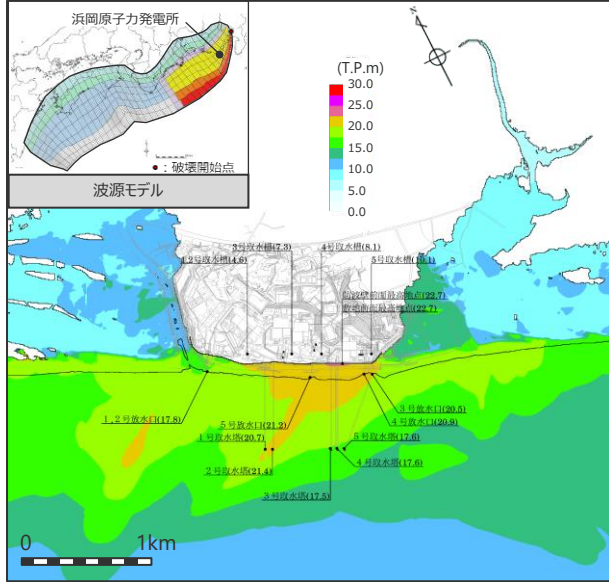 浜岡原子力発電所
●：破壊開始点
波源モデル
(T.P.m)
30.0
25.0
20.0
15.0
10.0
5.0
0.0
3号取水槽(7.3)
4号取水槽(8.1)
1,2号取水槽(4.6)
5号取水槽(10.1)
防波壁前面最高地点(22.7)
敷地前面最高地点(22.7)
1,2号放水口(17.8)
3号放水口(20.5)
5号放水口(21.2)
4号放水口(20.9)
1号取水塔(20.7)
5号取水塔(17.6)
2号取水塔(21.4)
4号取水塔(17.6)
3号取水塔(17.5)
0 1km